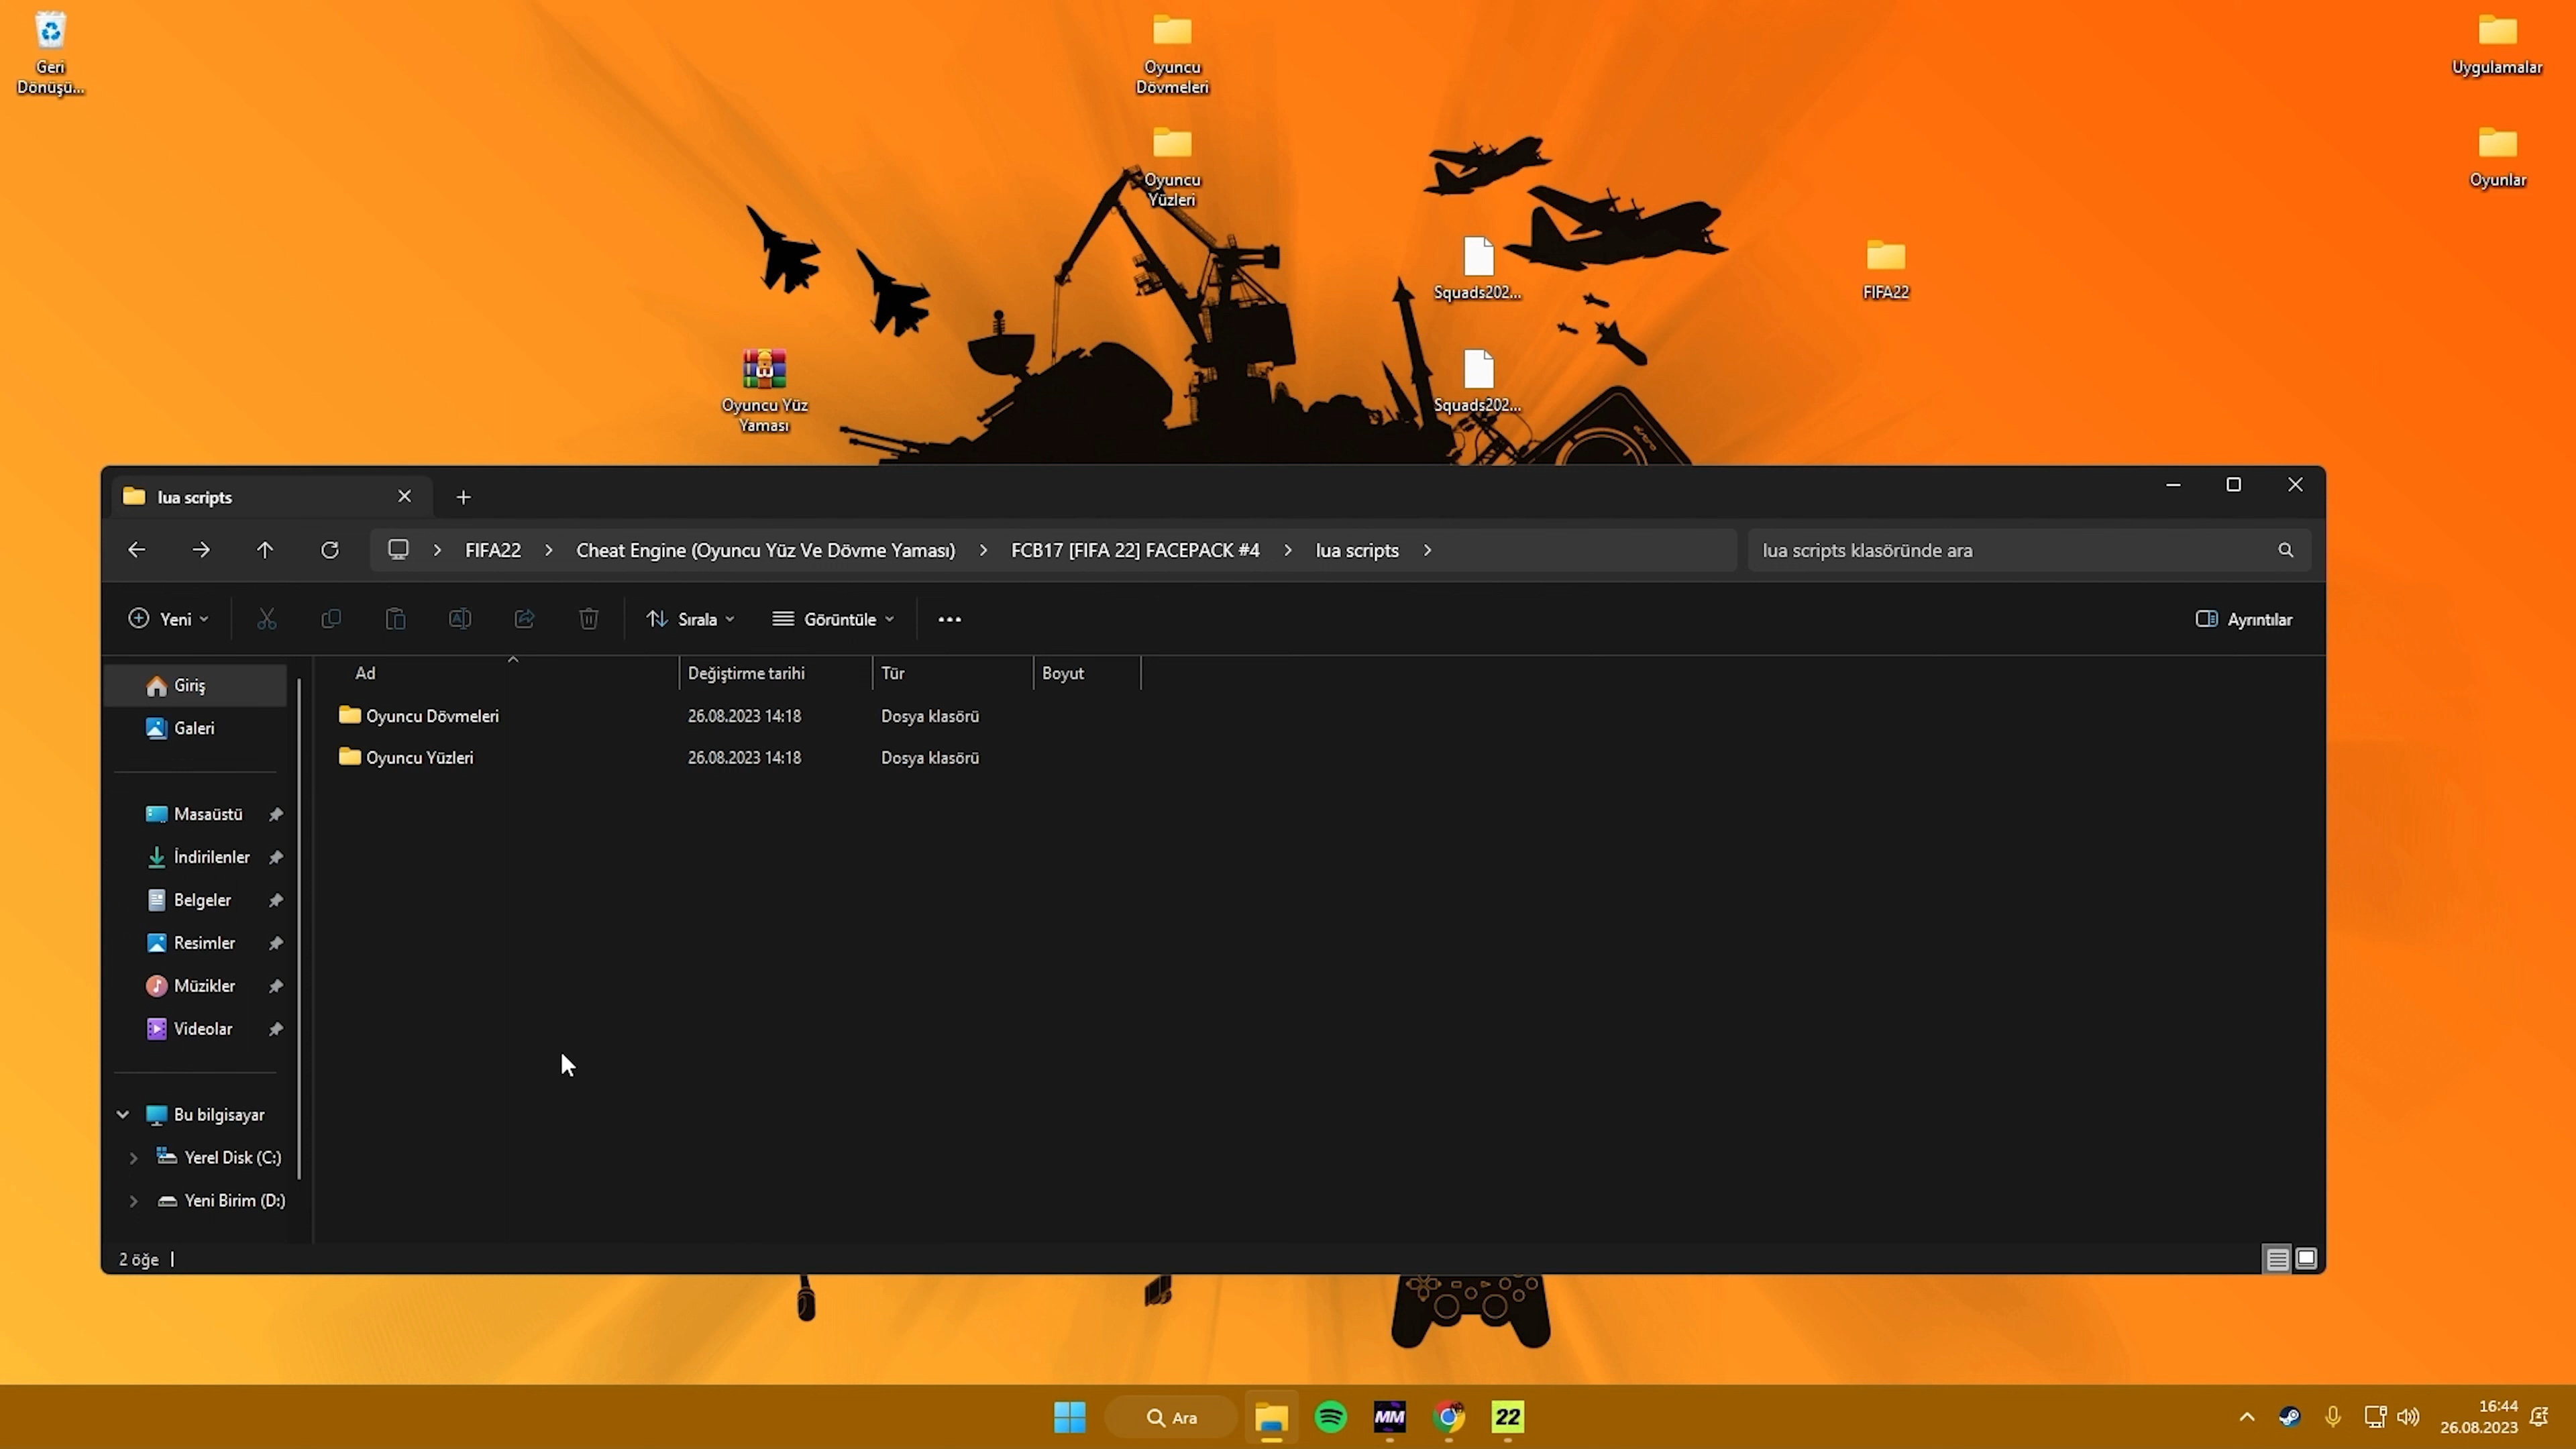 Geri
Dönüşü...
Oyuncu
Dövmeleri
Oyuncu
Yüzleri
Squads202...
Squads202...
Oyuncu Yüz
Yaması
FIFA22
Uygulamalar
Oyunlar
lua scripts
FIFA22 Cheat Engine (Oyuncu Yüz Ve Dövme Yaması) FCB17 [FIFA 22] FACEPACK #4 lua scripts
lua scripts klasöründe ara
Yeni Sırala Görüntüle Ayrıntılar
Ad Değiştirme tarihi Tür Boyut
Oyuncu Dövmeleri 26.08.2023 14:18 Dosya klasörü
Oyuncu Yüzleri 26.08.2023 14:18 Dosya klasörü
Giriş
Galeri
Masaüstü
İndirilenler
Belgeler
Resimler
Müzikler
Videolar
Bu bilgisayar
Yerel Disk (C:)
Yeni Birim (D:)
2 öğe
Ara
MM
22
16:44
26.08.2023